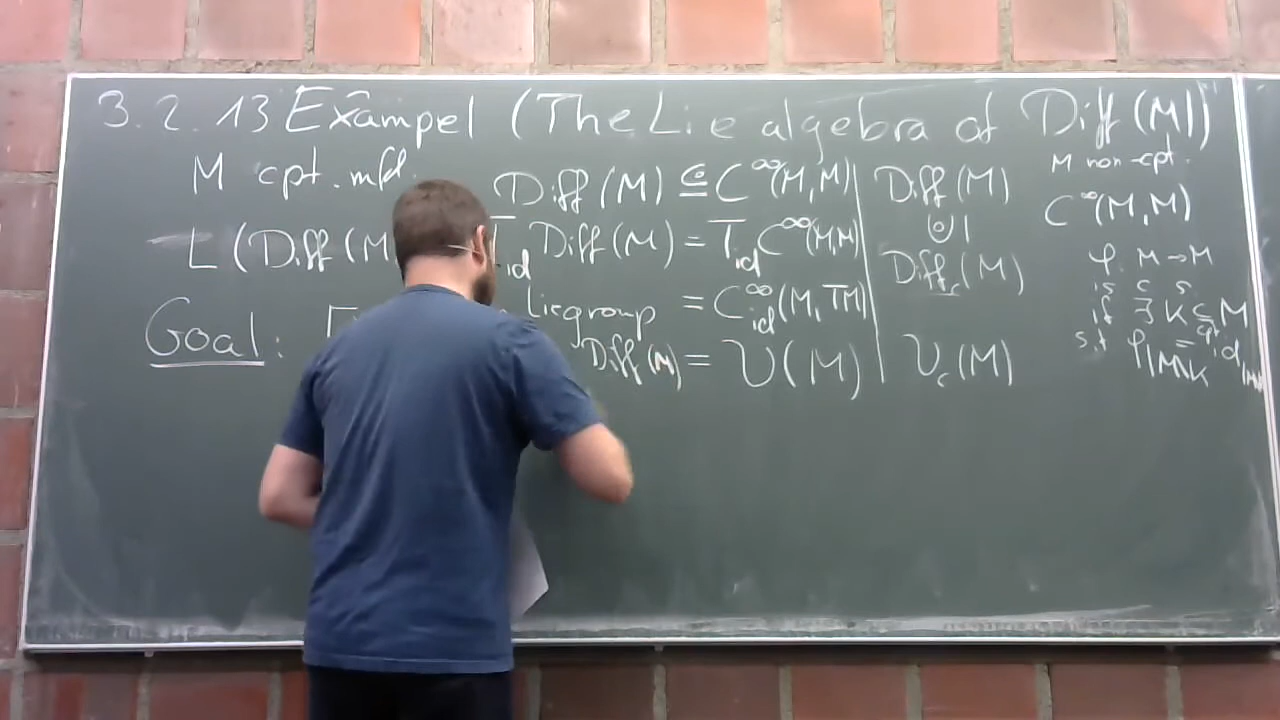 3.2.13 Exampel (The Lie algebra of Diff(M))
M cpt. mfd. Diff(M) ⊆ C^∞(M,M)
L(Diff(M T_id Diff(M) = T_id C^∞(M,M)
Liegroup = C^∞_id(M,TM)
Goal:
Diff(M) = V(M)
Diff(M)
∪|
Diff_c(M)
V_c(M)
M non-cpt.
C^∞(M,M)
φ: M→M
is c s
if ∃ K ⊆ M
s.t φ|M\K = id|M\K